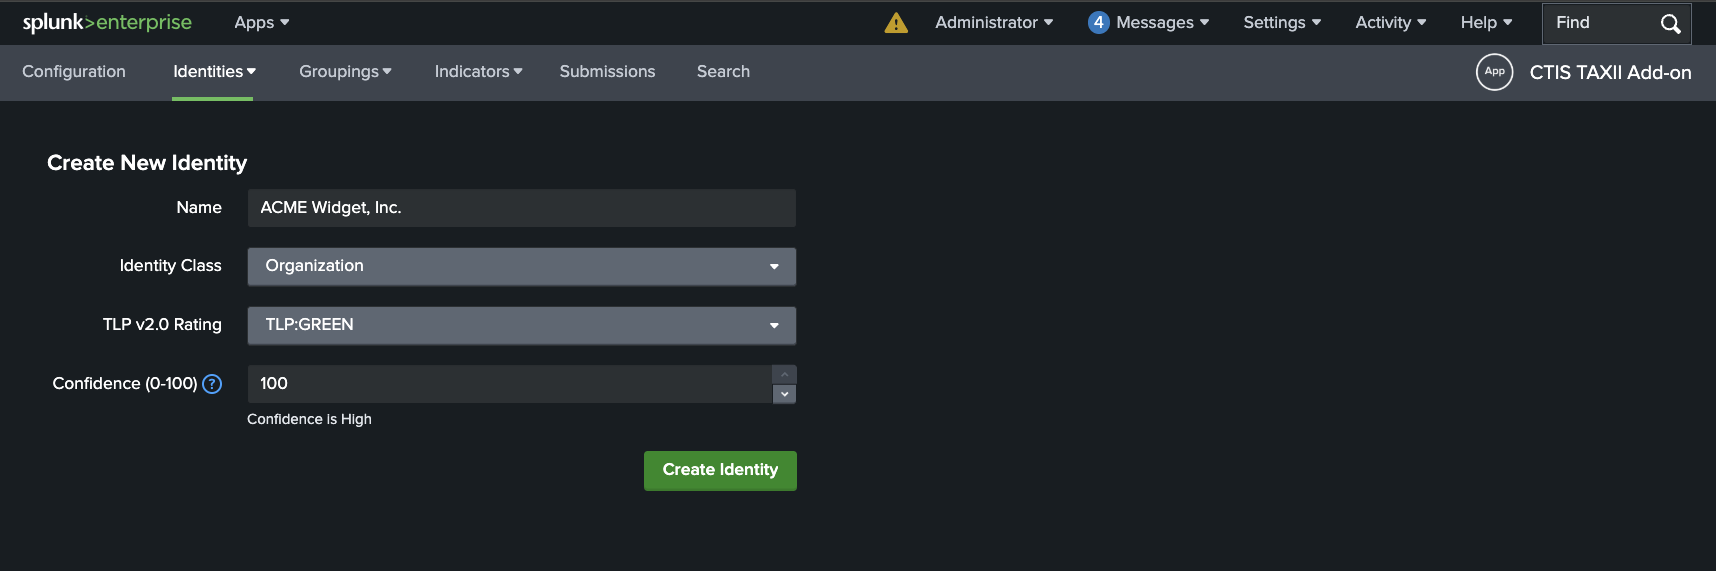 splunk>enterprise Apps Administrator 4 Messages Settings Activity Help Find
Configuration Identities Groupings Indicators Submissions Search App CTIS TAXII Add-on
Create New Identity
Name ACME Widget, Inc.
Identity Class Organization
TLP v2.0 Rating TLP:GREEN
Confidence (0-100) ? 100
Confidence is High
Create Identity